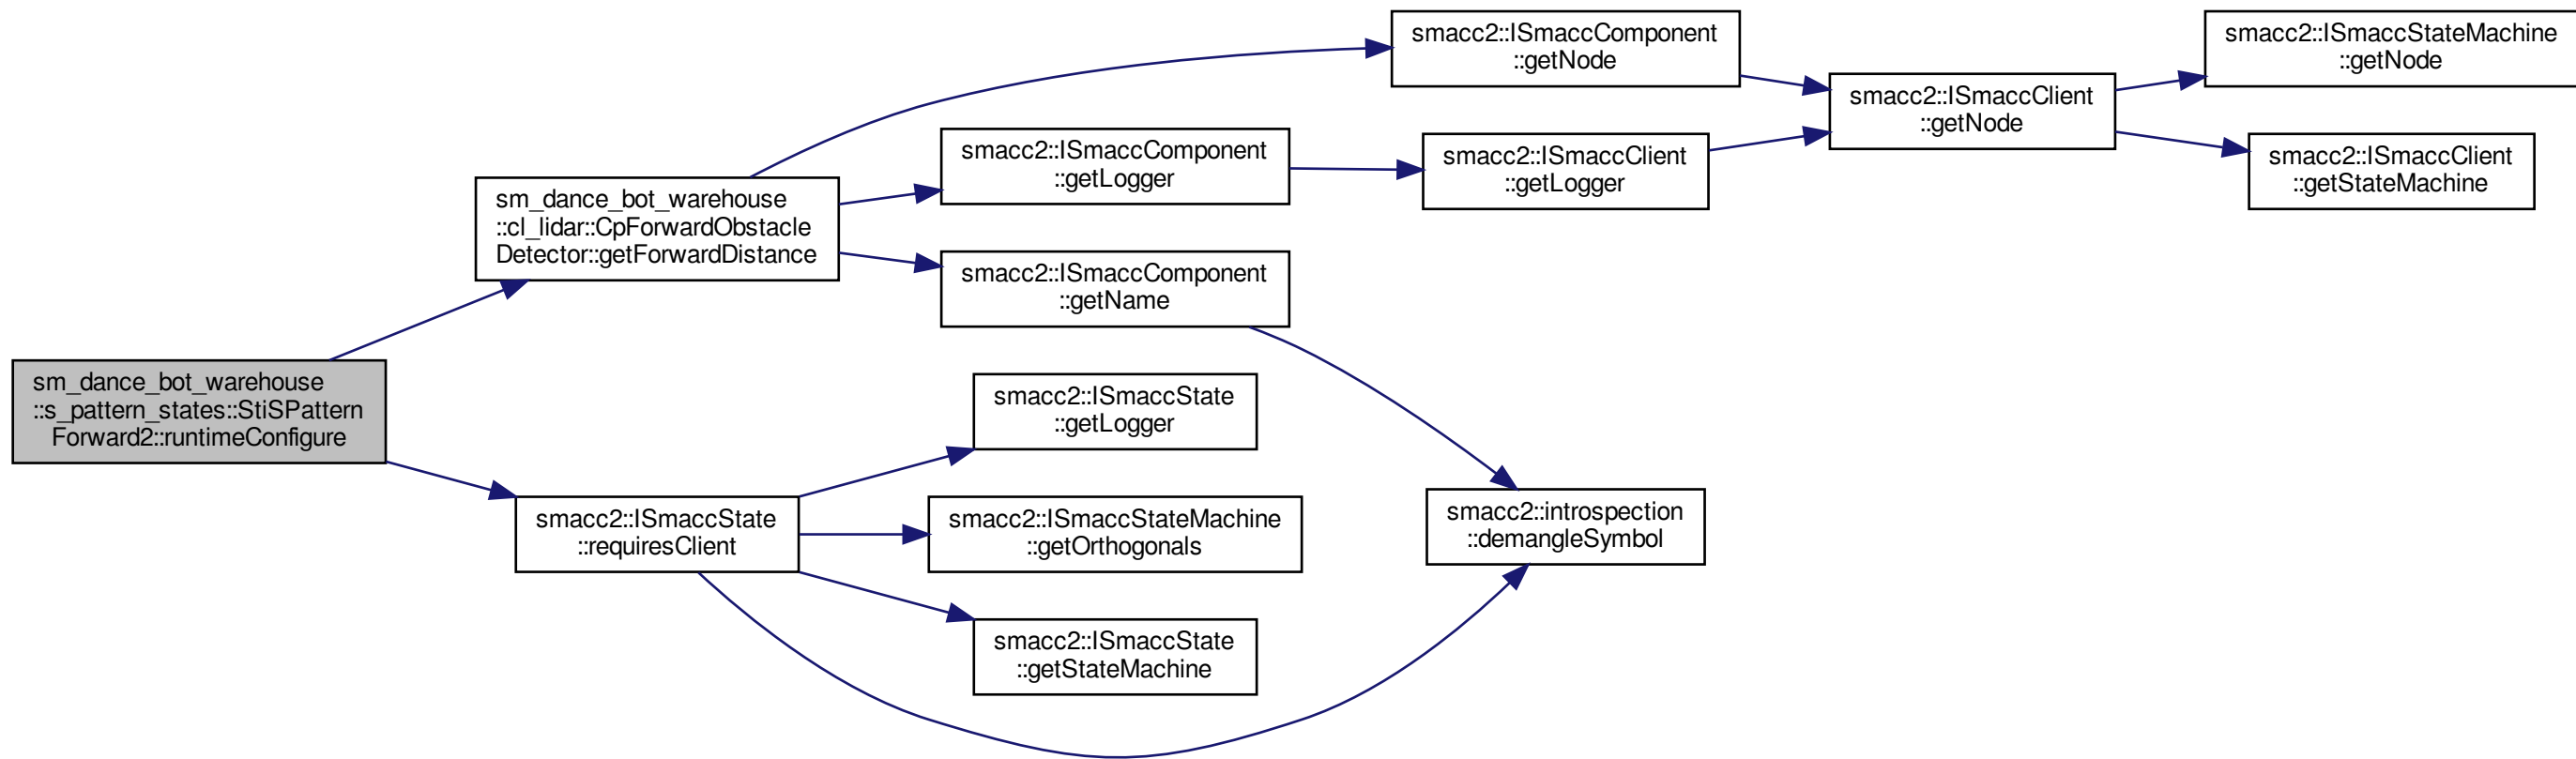 sm_dance_bot_warehouse
::s_pattern_states::StiSPattern
Forward2::runtimeConfigure
sm_dance_bot_warehouse
::cl_lidar::CpForwardObstacle
Detector::getForwardDistance
smacc2::ISmaccComponent
::getNode
smacc2::ISmaccClient
::getNode
smacc2::ISmaccStateMachine
::getNode
smacc2::ISmaccClient
::getStateMachine
smacc2::ISmaccComponent
::getLogger
smacc2::ISmaccClient
::getLogger
smacc2::ISmaccComponent
::getName
smacc2::introspection
::demangleSymbol
smacc2::ISmaccState
::requiresClient
smacc2::ISmaccState
::getLogger
smacc2::ISmaccStateMachine
::getOrthogonals
smacc2::ISmaccState
::getStateMachine